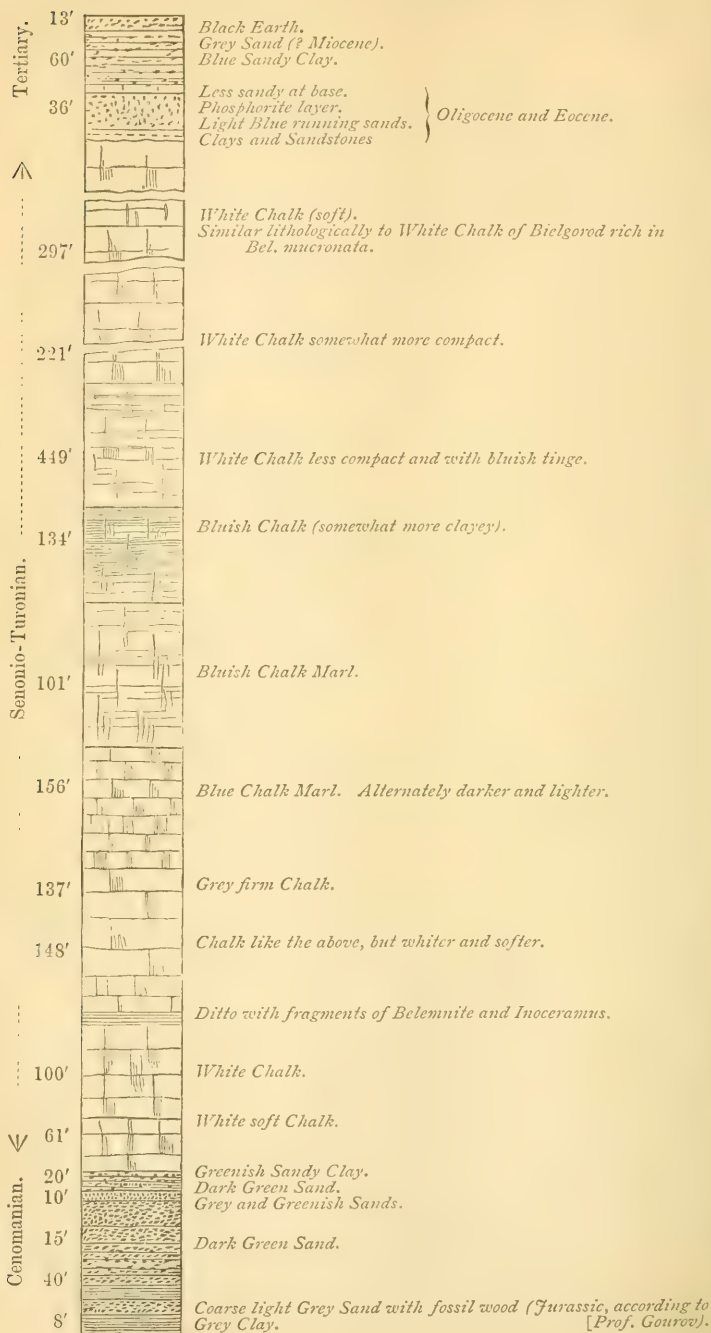 Tertiary.
13′
Black Earth.
Grey Sand (? Miocene).
60′
Blue Sandy Clay.
Less sandy at base.
36′
Phosphorite layer.
Light Blue running sands.
Clays and Sandstones
Oligocene and Eocene.
Senonio-Turonian.
White Chalk (soft).
Similar lithologically to White Chalk of Bielgorod rich in
297′
Bel. mucronata.
White Chalk somewhat more compact.
221′
449′
White Chalk less compact and with bluish tinge.
Bluish Chalk (somewhat more clayey).
134′
101′
Bluish Chalk Marl.
156′
Blue Chalk Marl. Alternately darker and lighter.
137′
Grey firm Chalk.
148′
Chalk like the above, but whiter and softer.
Ditto with fragments of Belemnite and Inoceramus.
100′
White Chalk.
White soft Chalk.
61′
Cenomanian.
Greenish Sandy Clay.
20′
Dark Green Sand.
10′
Grey and Greenish Sands.
15′
Dark Green Sand.
40′
Coarse light Grey Sand with fossil wood (Jurassic, according to
8′
Grey Clay. [Prof. Gourov).